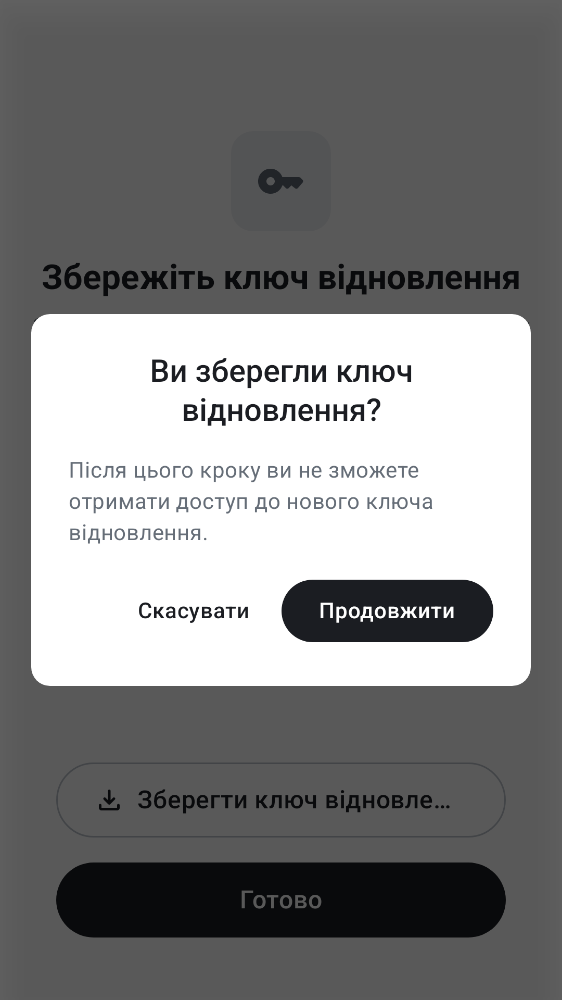 Збережіть ключ відновлення
Ви зберегли ключ
відновлення?
Після цього кроку ви не зможете
отримати доступ до нового ключа
відновлення.
Скасувати
Продовжити
Зберегти ключ відновле…
Готово